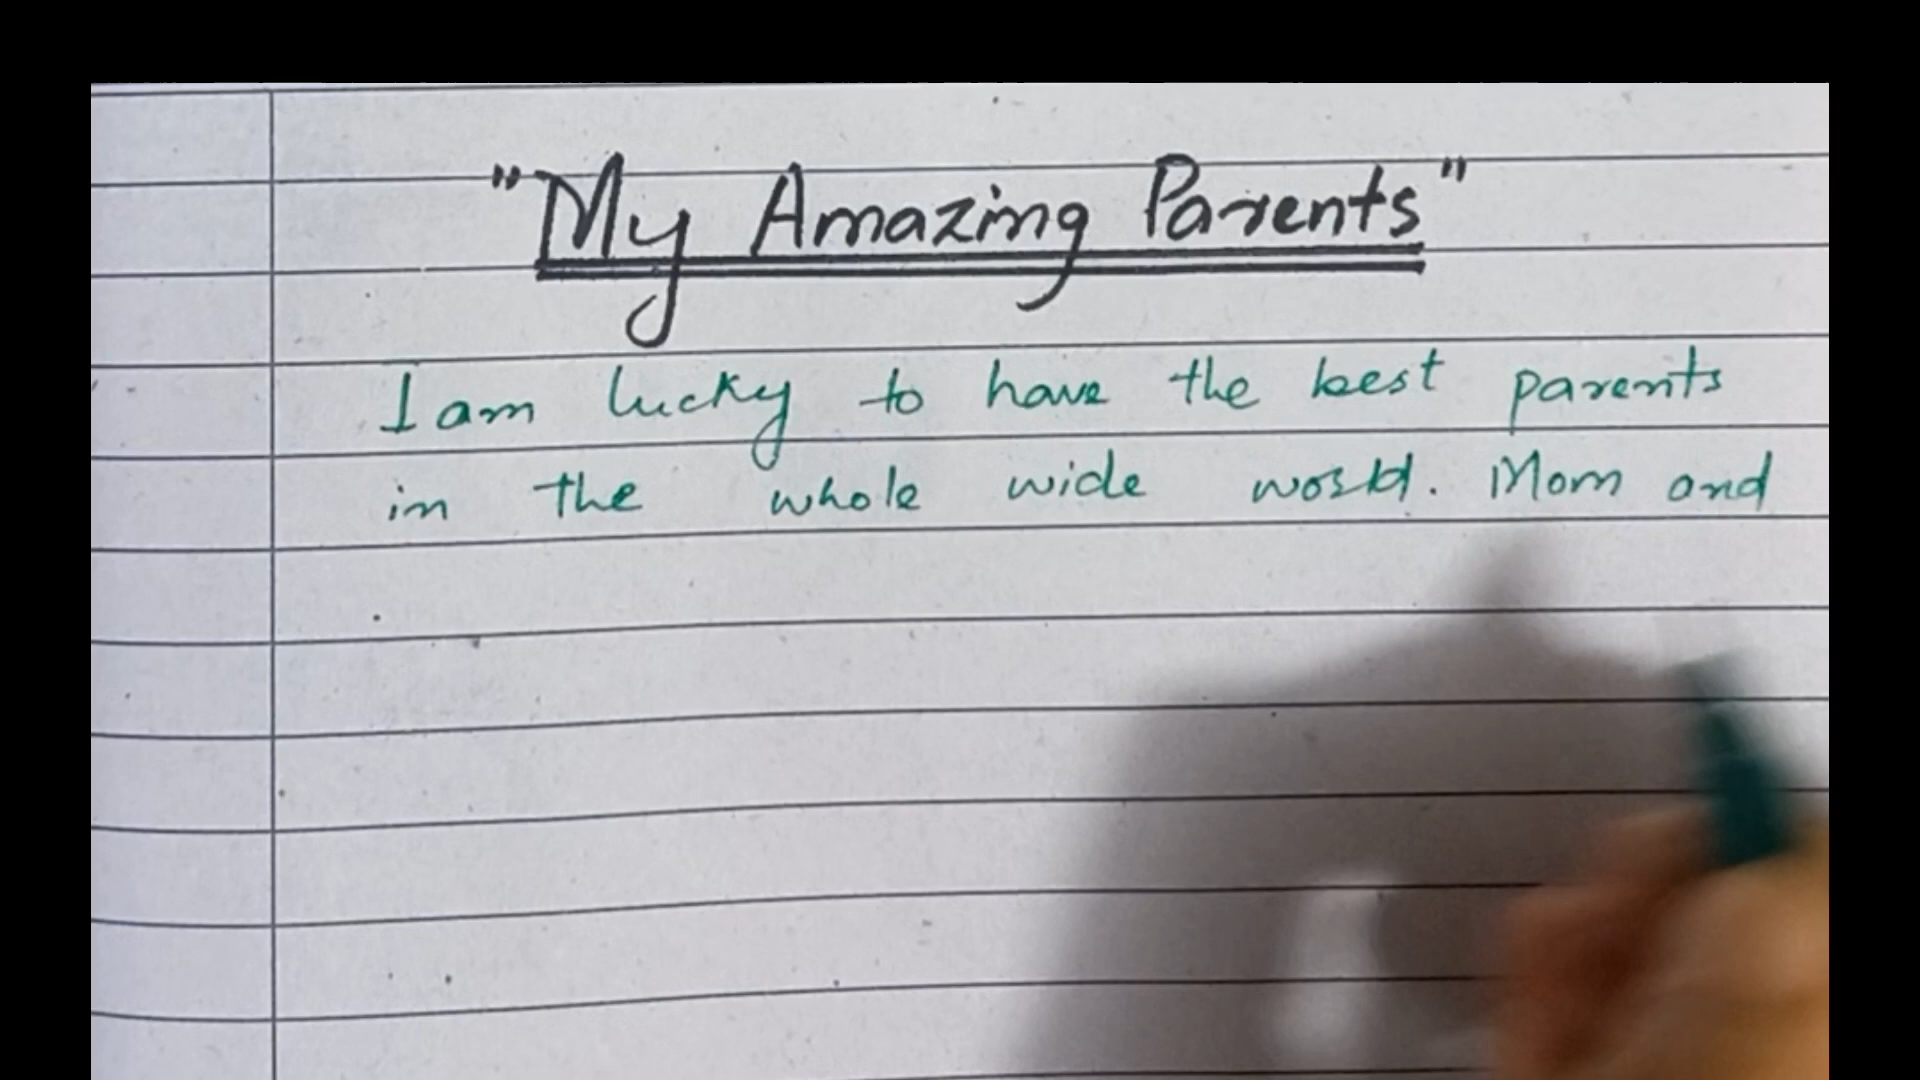 "My Amazing Parents"
I am lucky to have the best parents
in the whole wide world. Mom and